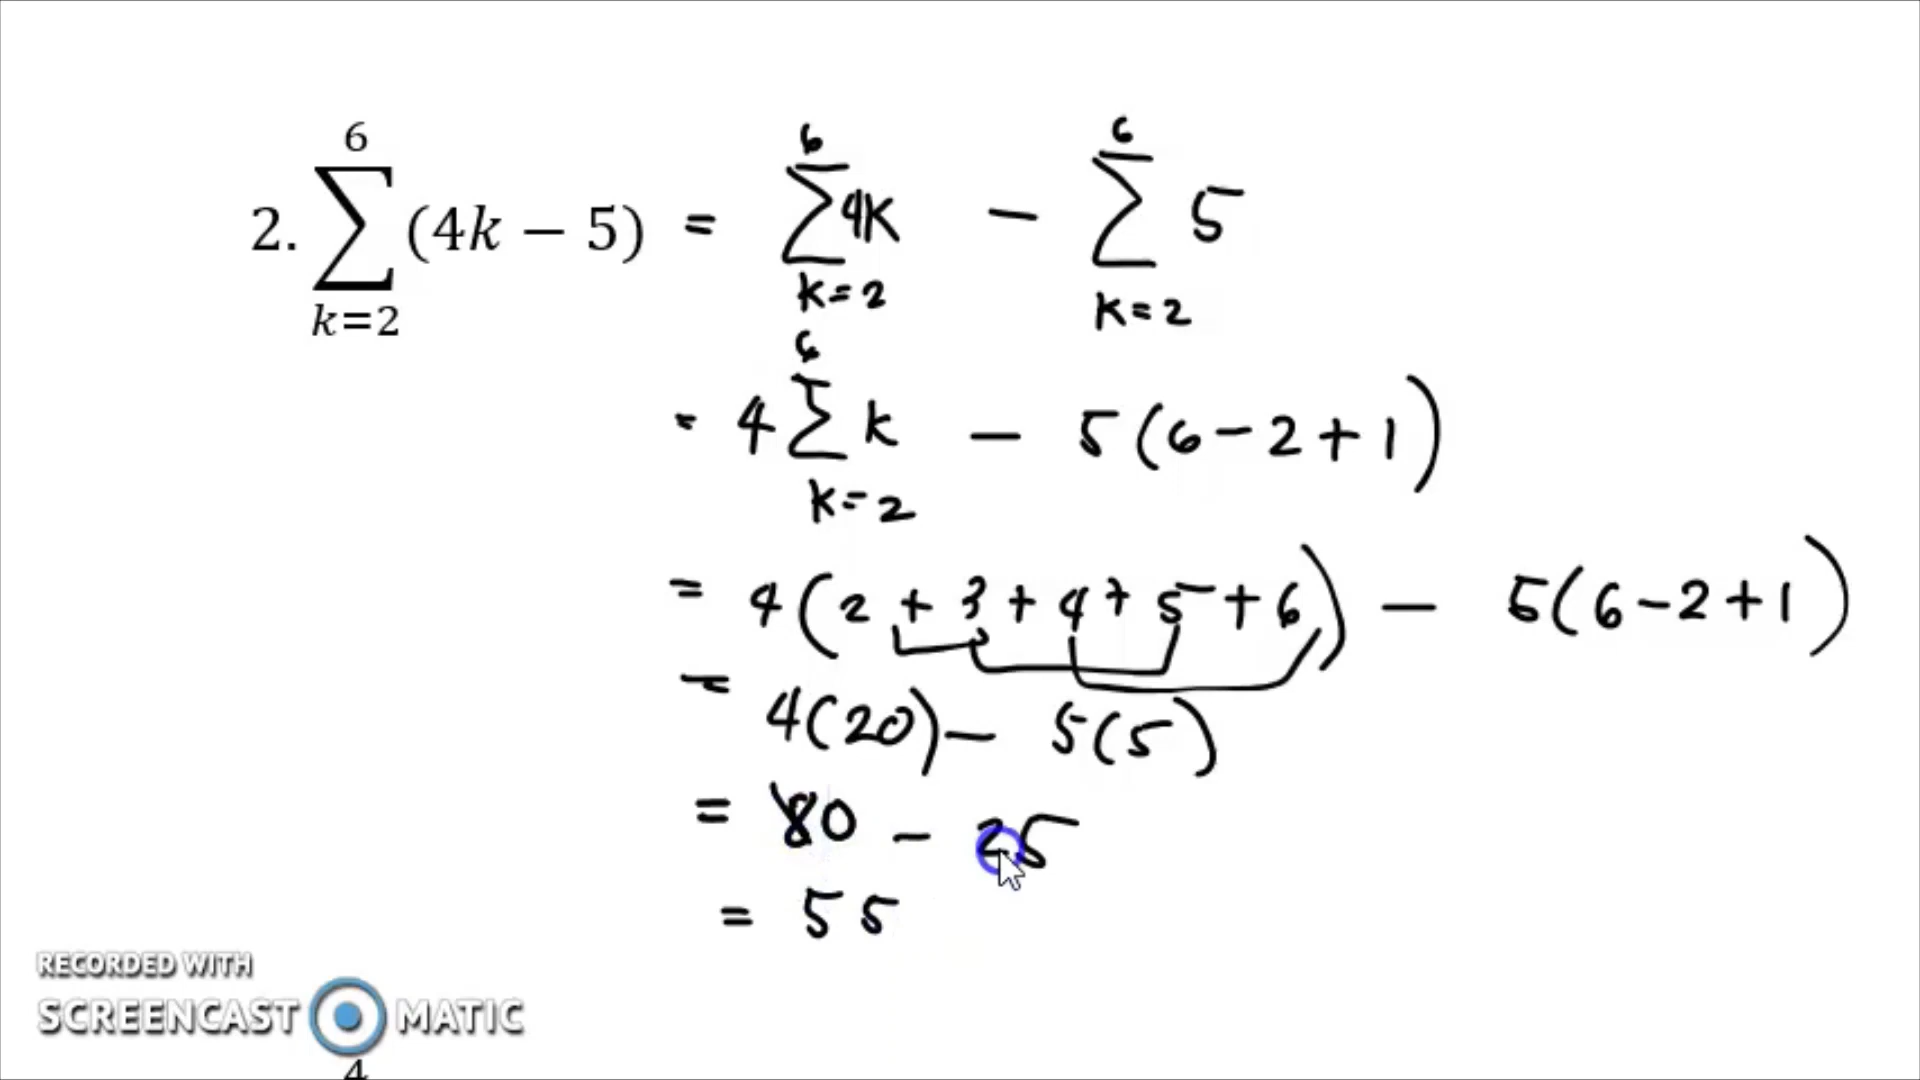 2. ∑_{k=2}^{6} (4k − 5) = ∑_{k=2}^{6} 4k − ∑_{k=2}^{6} 5
= 4 ∑_{k=2}^{6} k − 5(6−2+1)
= 4(2+3+4+5+6) − 5(6−2+1)
= 4(20) − 5(5)
= 80 − 25
= 55
RECORDED WITH
SCREENCAST MATIC
4